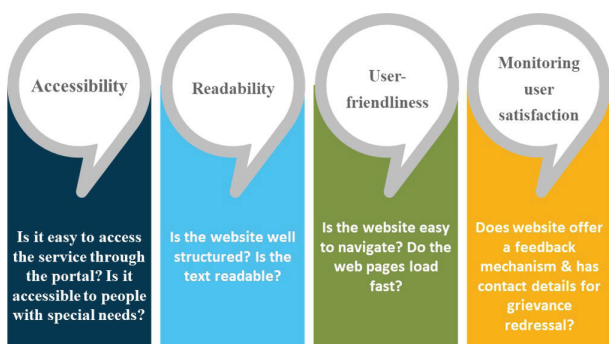 Accessibility
Is it easy to access
the service through
the portal? Is it
accessible to people
with special needs?
Readability
Is the website well
structured? Is the
text readable?
User-
friendliness
Is the website easy
to navigate? Do the
web pages load
fast?
Monitoring
user
satisfaction
Does website offer
a feedback
mechanism & has
contact details for
grievance
redressal?